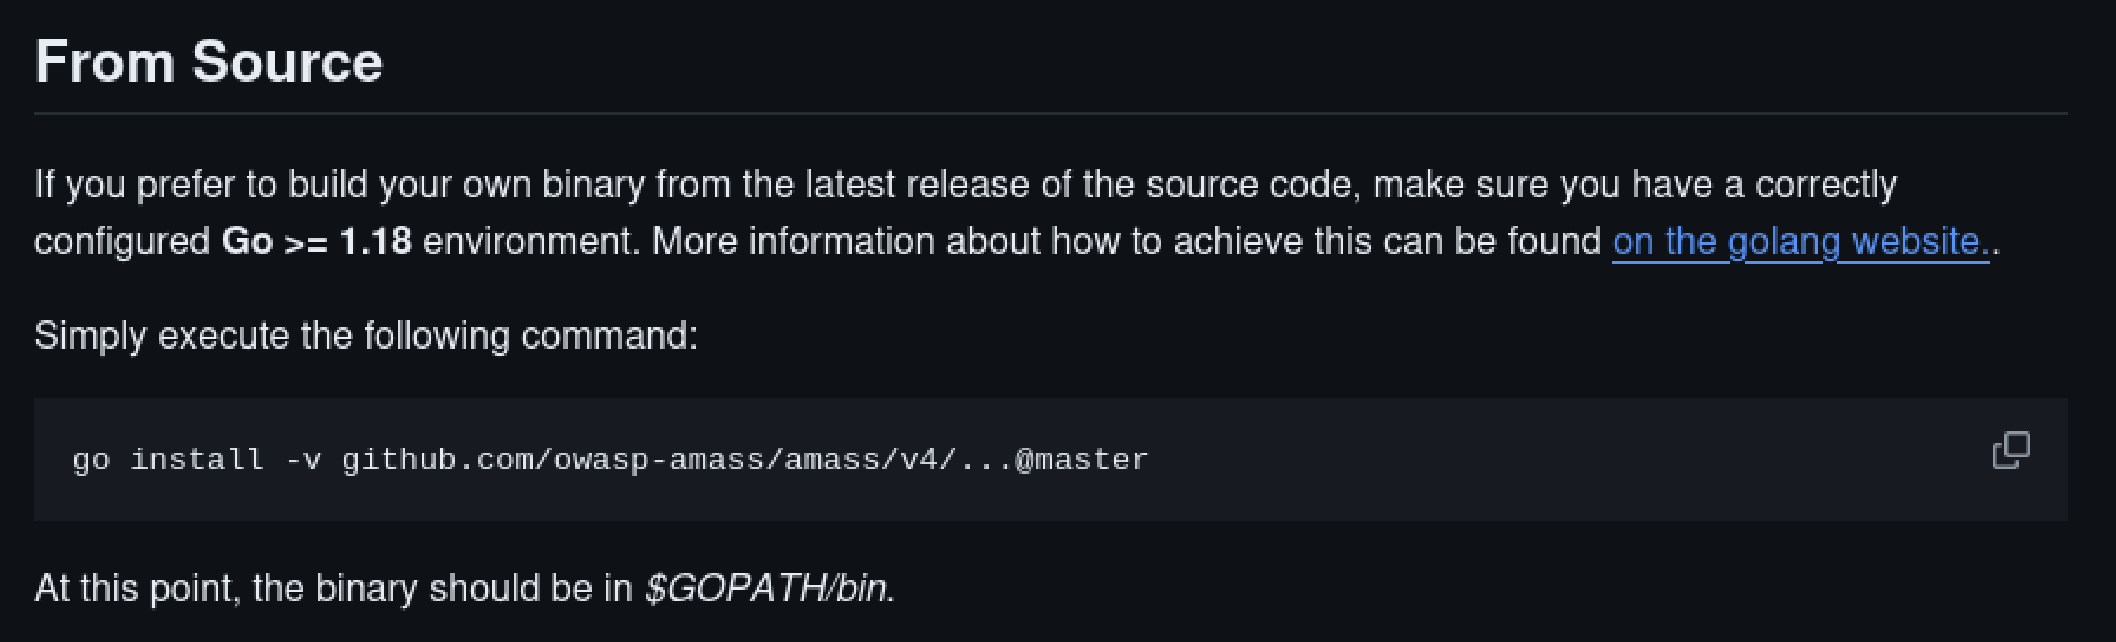 From Source
If you prefer to build your own binary from the latest release of the source code, make sure you have a correctly
configured Go >= 1.18 environment. More information about how to achieve this can be found on the golang website..
Simply execute the following command:
go install -v github.com/owasp-amass/amass/v4/...@master
At this point, the binary should be in $GOPATH/bin.